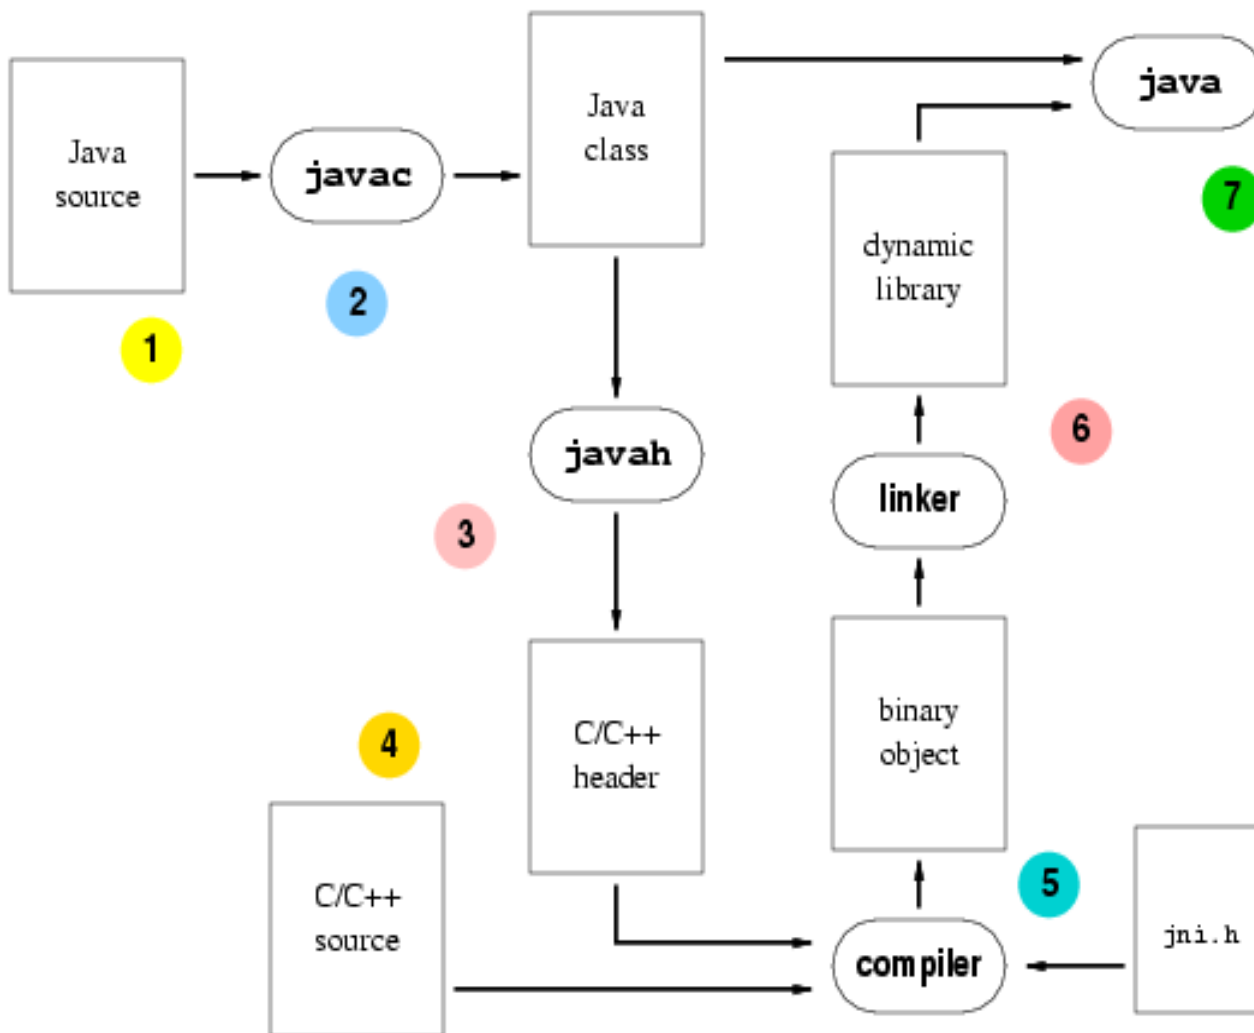 Java
source
javac
Java
class
java
1
2
7
dynamic
library
javah
6
linker
3
4
C/C++
header
binary
object
5
C/C++
source
compiler
jni.h